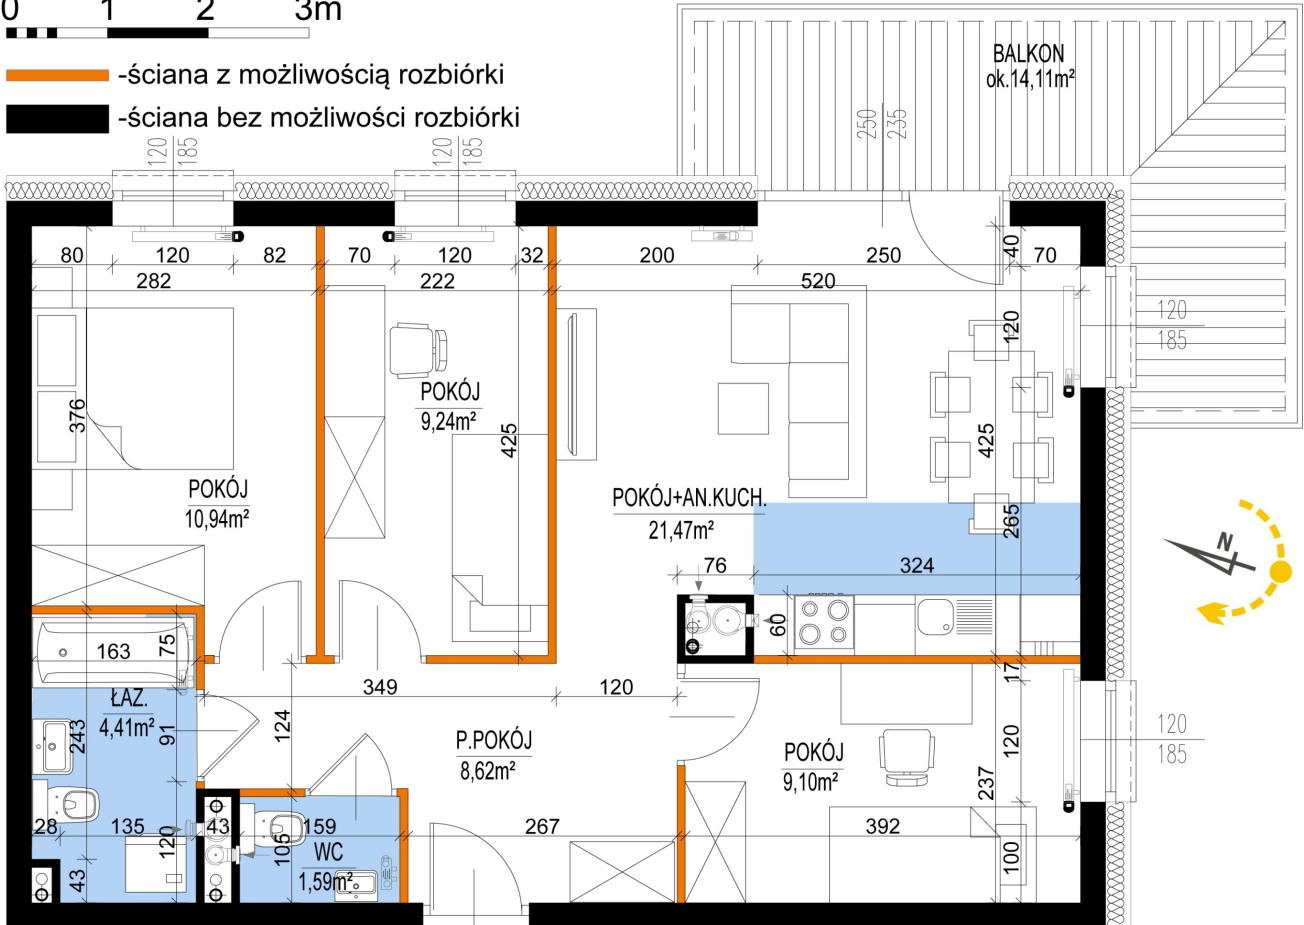 0 1 2 3m
-ściana z możliwością rozbiórki
-ściana bez możliwości rozbiórki
BALKON
ok.14,11m²
250
235
120
185
120
185
80 120 82 70 120 32 200 250 40 70
282 222 520
120
120
185
376
POKÓJ
9,24m²
425
425
POKÓJ
10,94m²
POKÓJ+AN.KUCH.
21,47m²
265
N
76 324
60
163 75
349 120
17
ŁAZ.
4,41m²
243
91
124
P.POKÓJ
8,62m²
POKÓJ
9,10m²
120
237
120
185
28 135 43 159 267 392
120
105
WC
1,59m²
43
100